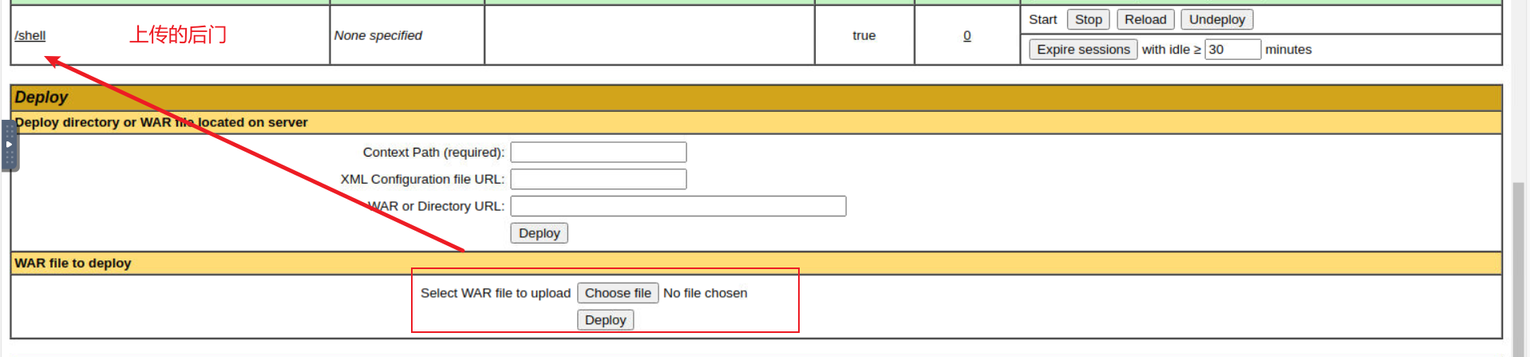 Start Stop Reload Undeploy
/shell 上传的后门 None specified true 0
Expire sessions with idle ≥ 30 minutes
Deploy
Deploy directory or WAR file located on server
Context Path (required):
XML Configuration file URL:
WAR or Directory URL:
Deploy
WAR file to deploy
Select WAR file to upload Choose file No file chosen
Deploy